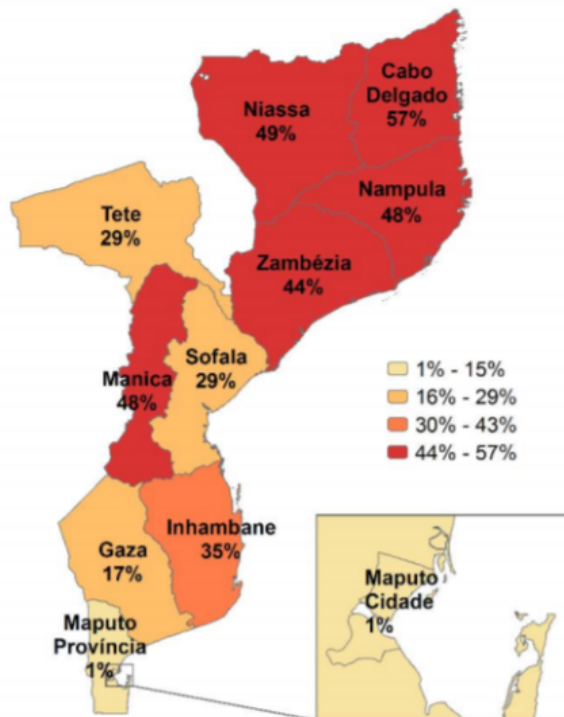 Cabo
Delgado
57%
Niassa
49%
Nampula
48%
Tete
29%
Zambézia
44%
Sofala
29%
Manica
48%
1% - 15%
16% - 29%
30% - 43%
44% - 57%
Inhambane
35%
Gaza
17%
Maputo
Cidade
1%
Maputo
Província
1%